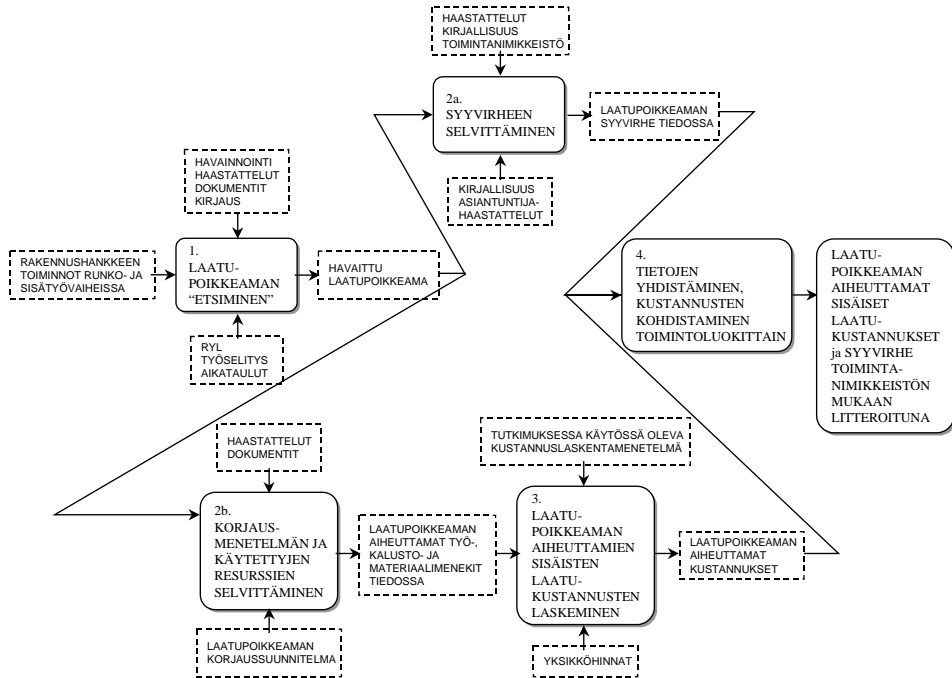 HAASTATTELUT
KIRJALLISUUS
TOIMINTANIMIKKEISTÖ
2a.
SYYVIRHEEN
SELVITTÄMINEN
LAATUPOIKKEAMAN
SYYVIRHE TIEDOSSA
KIRJALLISUUS
ASIANTUNTIJA-
HAASTATTELUT
HAVAINNOINTI
HAASTATTELUT
DOKUMENTIT
KIRJAUS
RAKENNUSHANKKEEN
TOIMINNOT RUNKO- JA
SISÄTYÖVAIHEISSA
1.
LAATU-
POIKKEAMAN
“ETSIMINEN”
HAVAITTU
LAATUPOIKKEAMA
RYL
TYÖSELITYS
AIKATAULUT
4.
TIETOJEN
YHDISTÄMINEN,
KUSTANNUSTEN
KOHDISTAMINEN
TOIMINTOLUOKITTAIN
LAATU-
POIKKEAMAN
AIHEUTTAMAT
SISÄISET
LAATU-
KUSTANNUKSET
ja SYYVIRHE
TOIMINTA-
NIMIKKEISTÖN
MUKAAN
LITTEROITUNA
HAASTATTELUT
DOKUMENTIT
2b.
KORJAUS-
MENETELMÄN JA
KÄYTETTYJEN
RESURSSIEN
SELVITTÄMINEN
LAATUPOIKKEAMAN
KORJAUSSUUNNITELMA
LAATUPOIKKEAMAN
AIHEUTTAMAT TYÖ-,
KALUSTO- JA
MATERIAALIMENEKIT
TIEDOSSA
TUTKIMUKSESSA KÄYTÖSSÄ OLEVA
KUSTANNUSLASKENTAMENETELMÄ
3.
LAATU-
POIKKEAMAN
AIHEUTTAMIEN
SISÄISTEN
LAATU-
KUSTANNUSTEN
LASKEMINEN
YKSIKKÖHINNAT
LAATUPOIKKEAMAN
AIHEUTTAMAT
KUSTANNUKSET